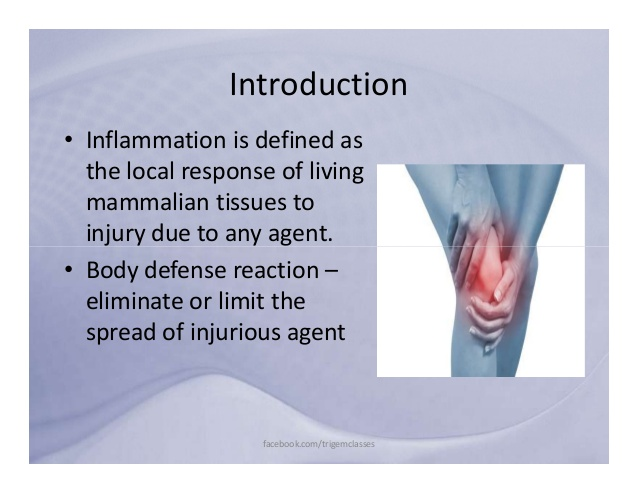 Introduction
• Inflammation is defined as
the local response of living
mammalian tissues to
injury due to any agent.
• Body defense reaction –
eliminate or limit the
spread of injurious agent
facebook.com/trigemclasses